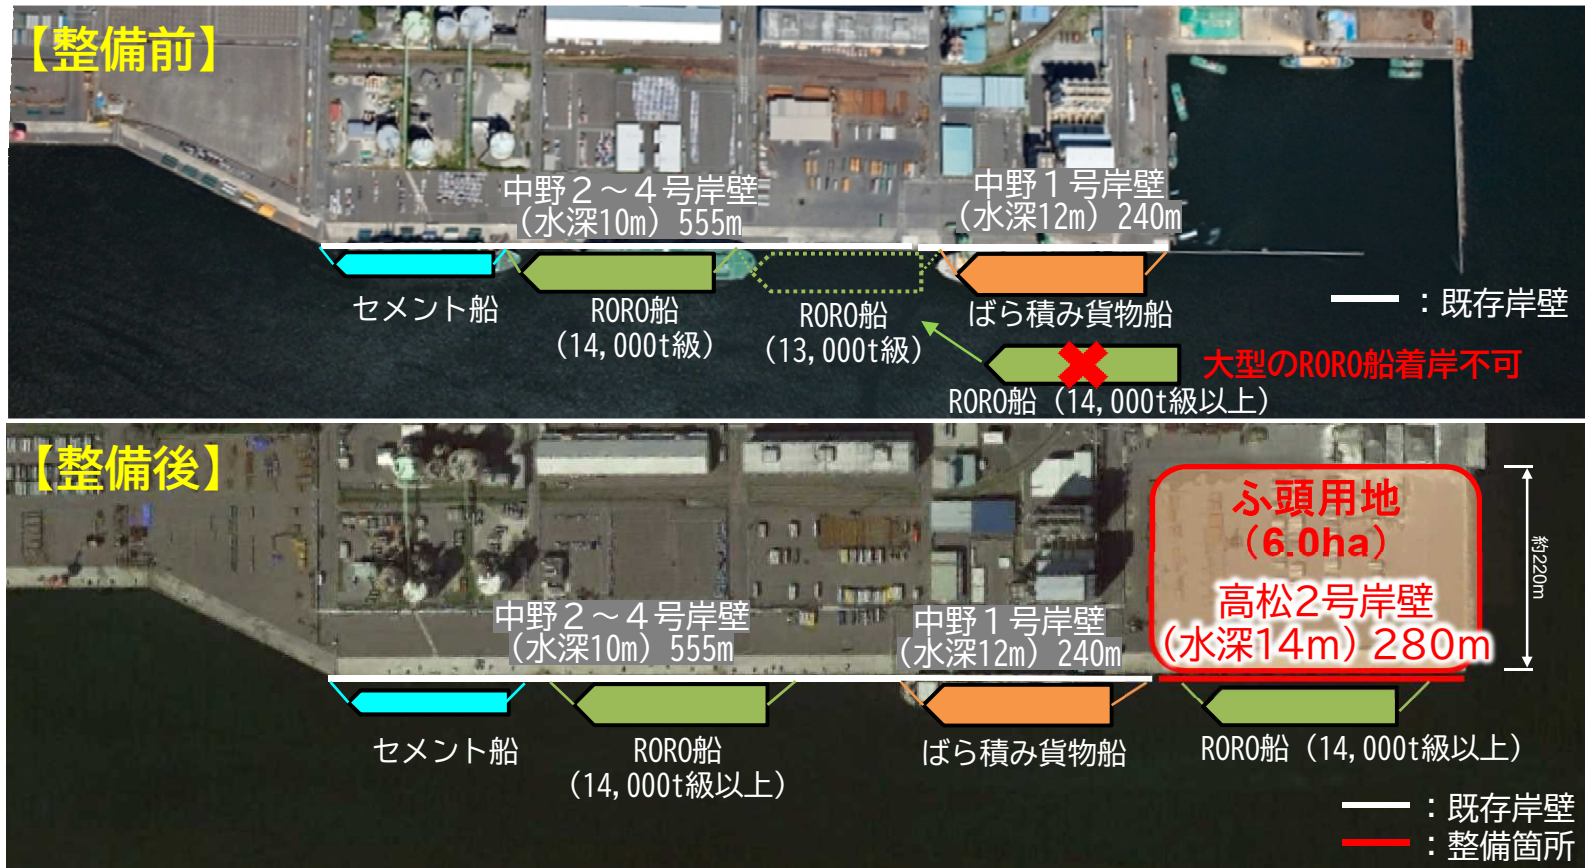 【整備前】
中野2~4号岸壁
(水深10m) 555m
中野1号岸壁
(水深12m) 240m
セメント船
RORO船
(14,000t級)
RORO船
(13,000t級)
ばら積み貨物船
:既存岸壁
大型のRORO船着岸不可
RORO船(14,000t級以上)
【整備後】
ふ頭用地
(6.0ha)
高松2号岸壁
(水深14m) 280m
約220m
中野2~4号岸壁
(水深10m) 555m
中野1号岸壁
(水深12m) 240m
セメント船
RORO船
(14,000t級以上)
ばら積み貨物船
RORO船(14,000t級以上)
:既存岸壁
:整備箇所